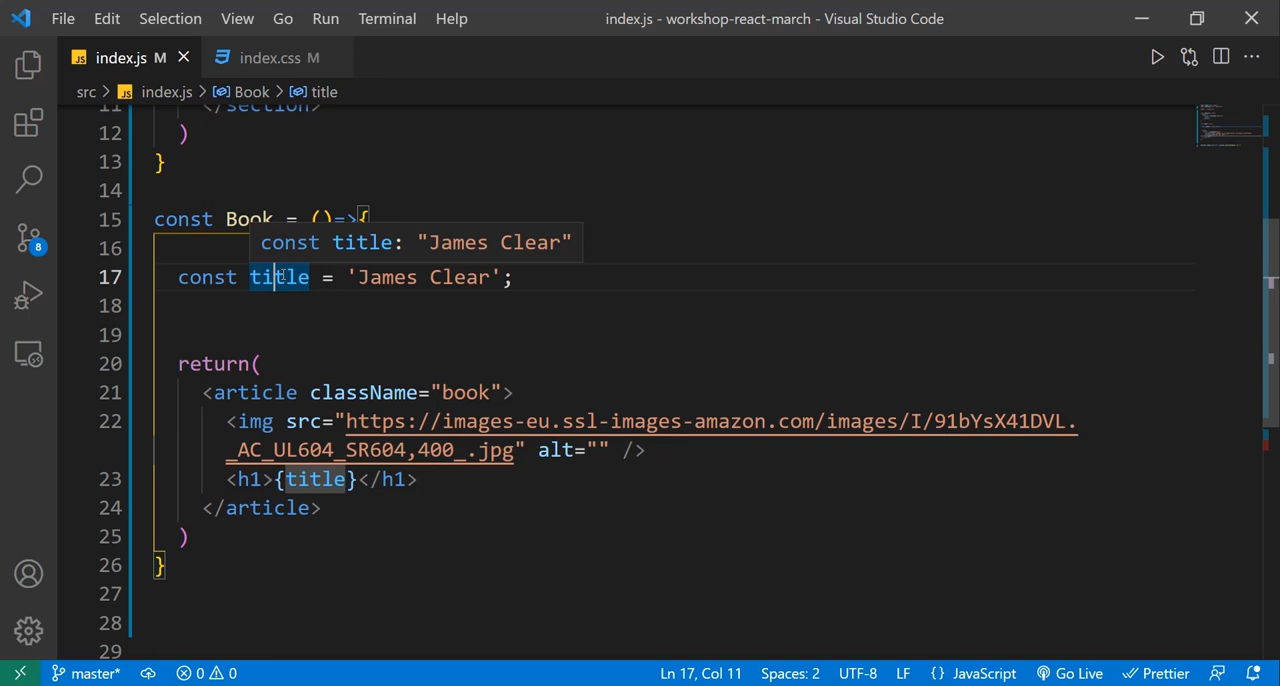 File Edit Selection View Go Run Terminal Help index.js - workshop-react-march - Visual Studio Code
JS index.js M index.css M
src > JS index.js > Book > title
11 </section>
12 )
13 }
14
15 const Book = ()=>{
16 const title: "James Clear"
17 const title = 'James Clear';
18
19
20 return(
21 <article className="book">
22 <img src="https://images-eu.ssl-images-amazon.com/images/I/91bYsX41DVL.
_AC_UL604_SR604,400_.jpg" alt="" />
23 <h1>{title}</h1>
24 </article>
25 )
26 }
27
28
29
8
master* 0 0 Ln 17, Col 11 Spaces: 2 UTF-8 LF {} JavaScript Go Live Prettier